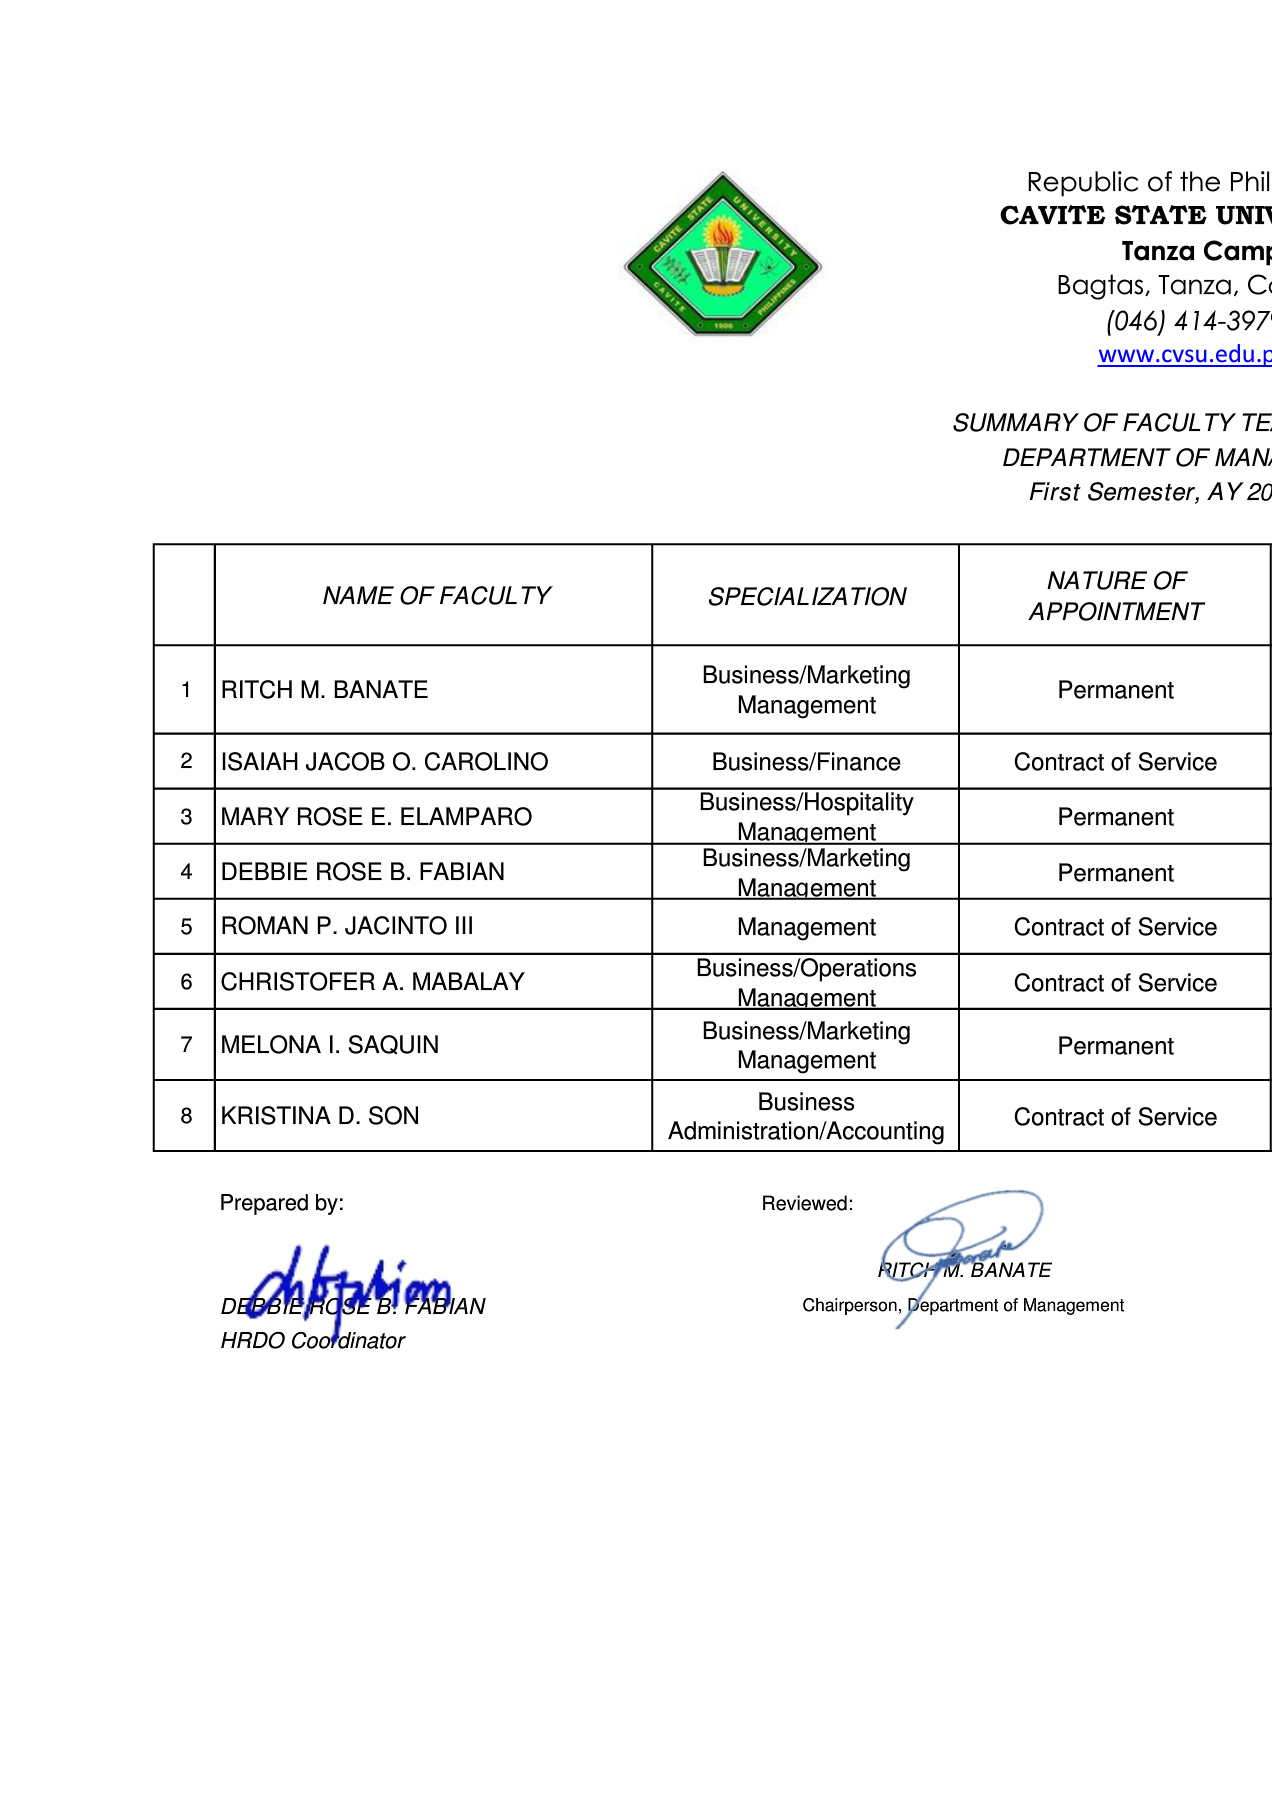 CAVITE STATE UNIVERSITY
CAVITE
1906
PHILIPPINES
Republic of the Phil
CAVITE STATE UNIV
Tanza Camp
Bagtas, Tanza, Ca
(046) 414-3979
www.cvsu.edu.p
SUMMARY OF FACULTY TEA
DEPARTMENT OF MANA
First Semester, AY 20
NAME OF FACULTY
SPECIALIZATION
NATURE OF
APPOINTMENT
1 RITCH M. BANATE
Business/Marketing
Management
Permanent
2 ISAIAH JACOB O. CAROLINO Business/Finance Contract of Service
3 MARY ROSE E. ELAMPARO
Business/Hospitality
Management
Permanent
4 DEBBIE ROSE B. FABIAN
Business/Marketing
Management
Permanent
5 ROMAN P. JACINTO III Management Contract of Service
6 CHRISTOFER A. MABALAY
Business/Operations
Management
Contract of Service
7 MELONA I. SAQUIN
Business/Marketing
Management
Permanent
8 KRISTINA D. SON
Business
Administration/Accounting
Contract of Service
Prepared by:
DEBBIE ROSE B. FABIAN
HRDO Coordinator
Reviewed:
RITCH M. BANATE
Chairperson, Department of Management